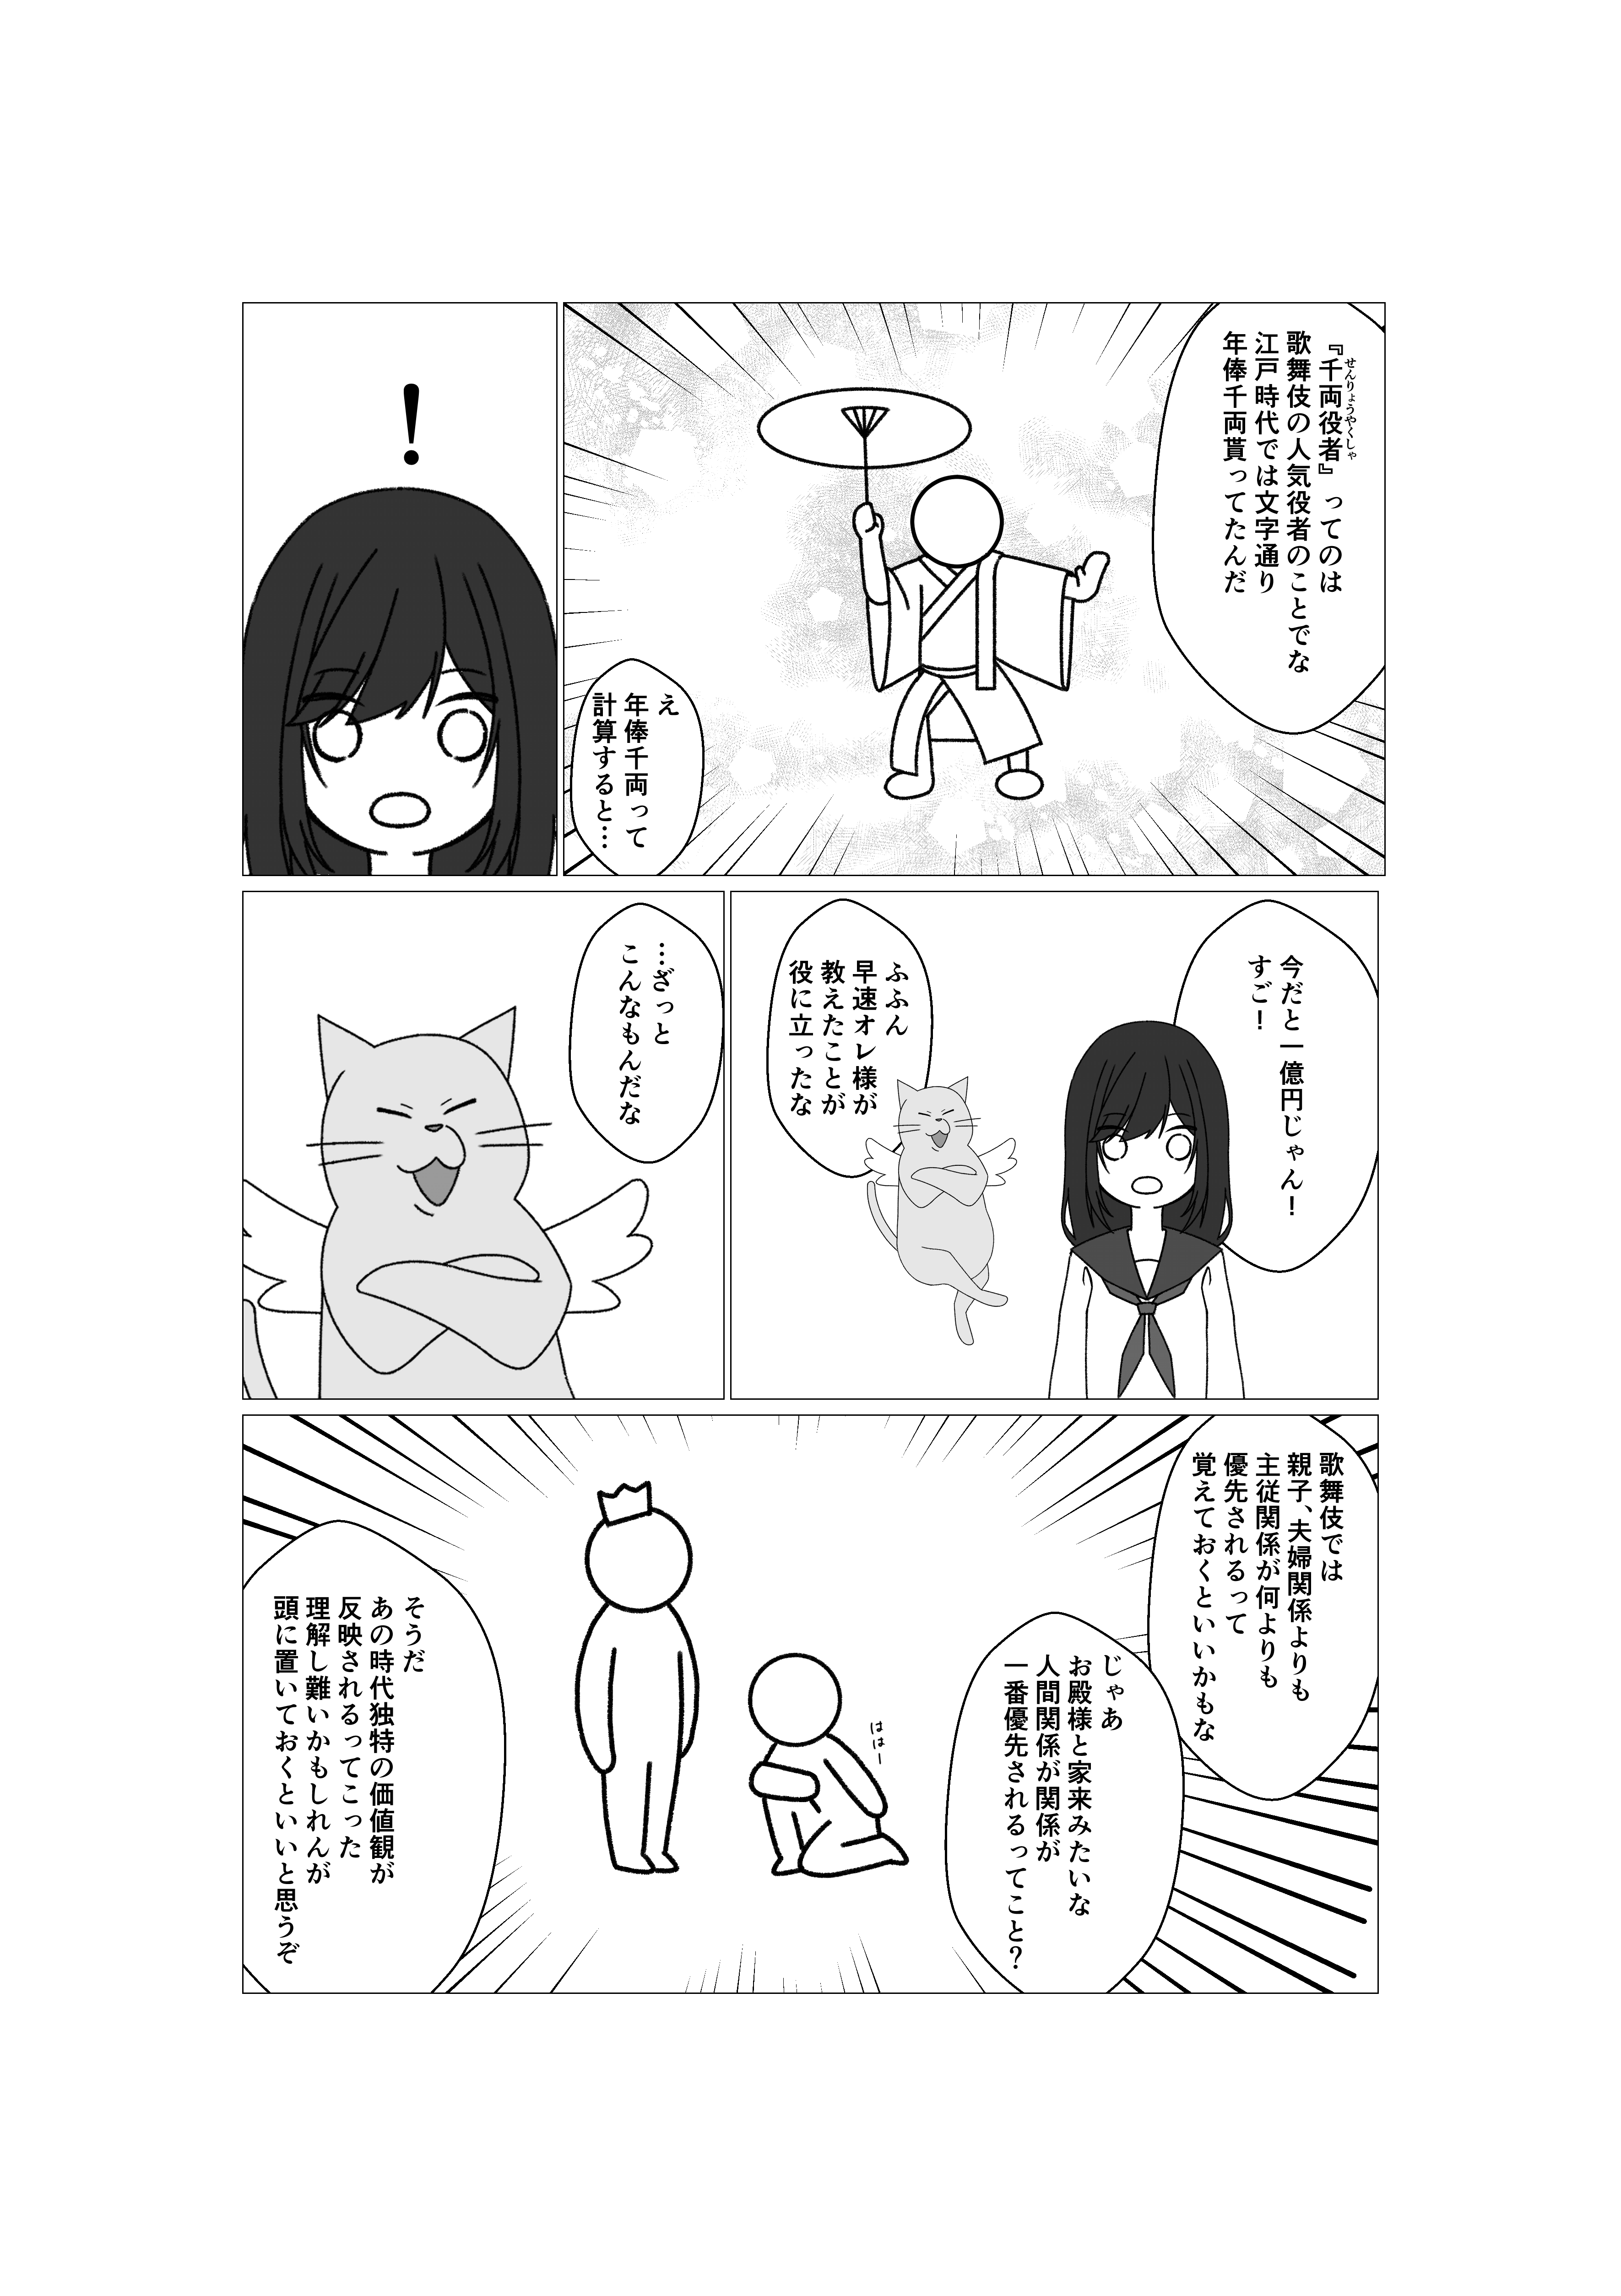 『千両役者』ってのは
せんりょうやくしゃ
歌舞伎の人気役者のことでな
江戸時代では文字通り
年俸千両貰ってたんだ
え
年俸千両って
計算すると…
！
今だと一億円じゃん！
すご！
ふふん
早速オレ様が
教えたことが
役に立ったな
…ざっと
こんなもんだな
歌舞伎では
親子、夫婦関係よりも
主従関係が何よりも
優先されるって
覚えておくといいかもな
じゃあ
お殿様と家来みたいな
人間関係が関係が
一番優先されるってこと？
ははー
そうだ
あの時代独特の価値観が
反映されるってこった
理解し難いかもしれんが
頭に置いておくといいと思うぞ